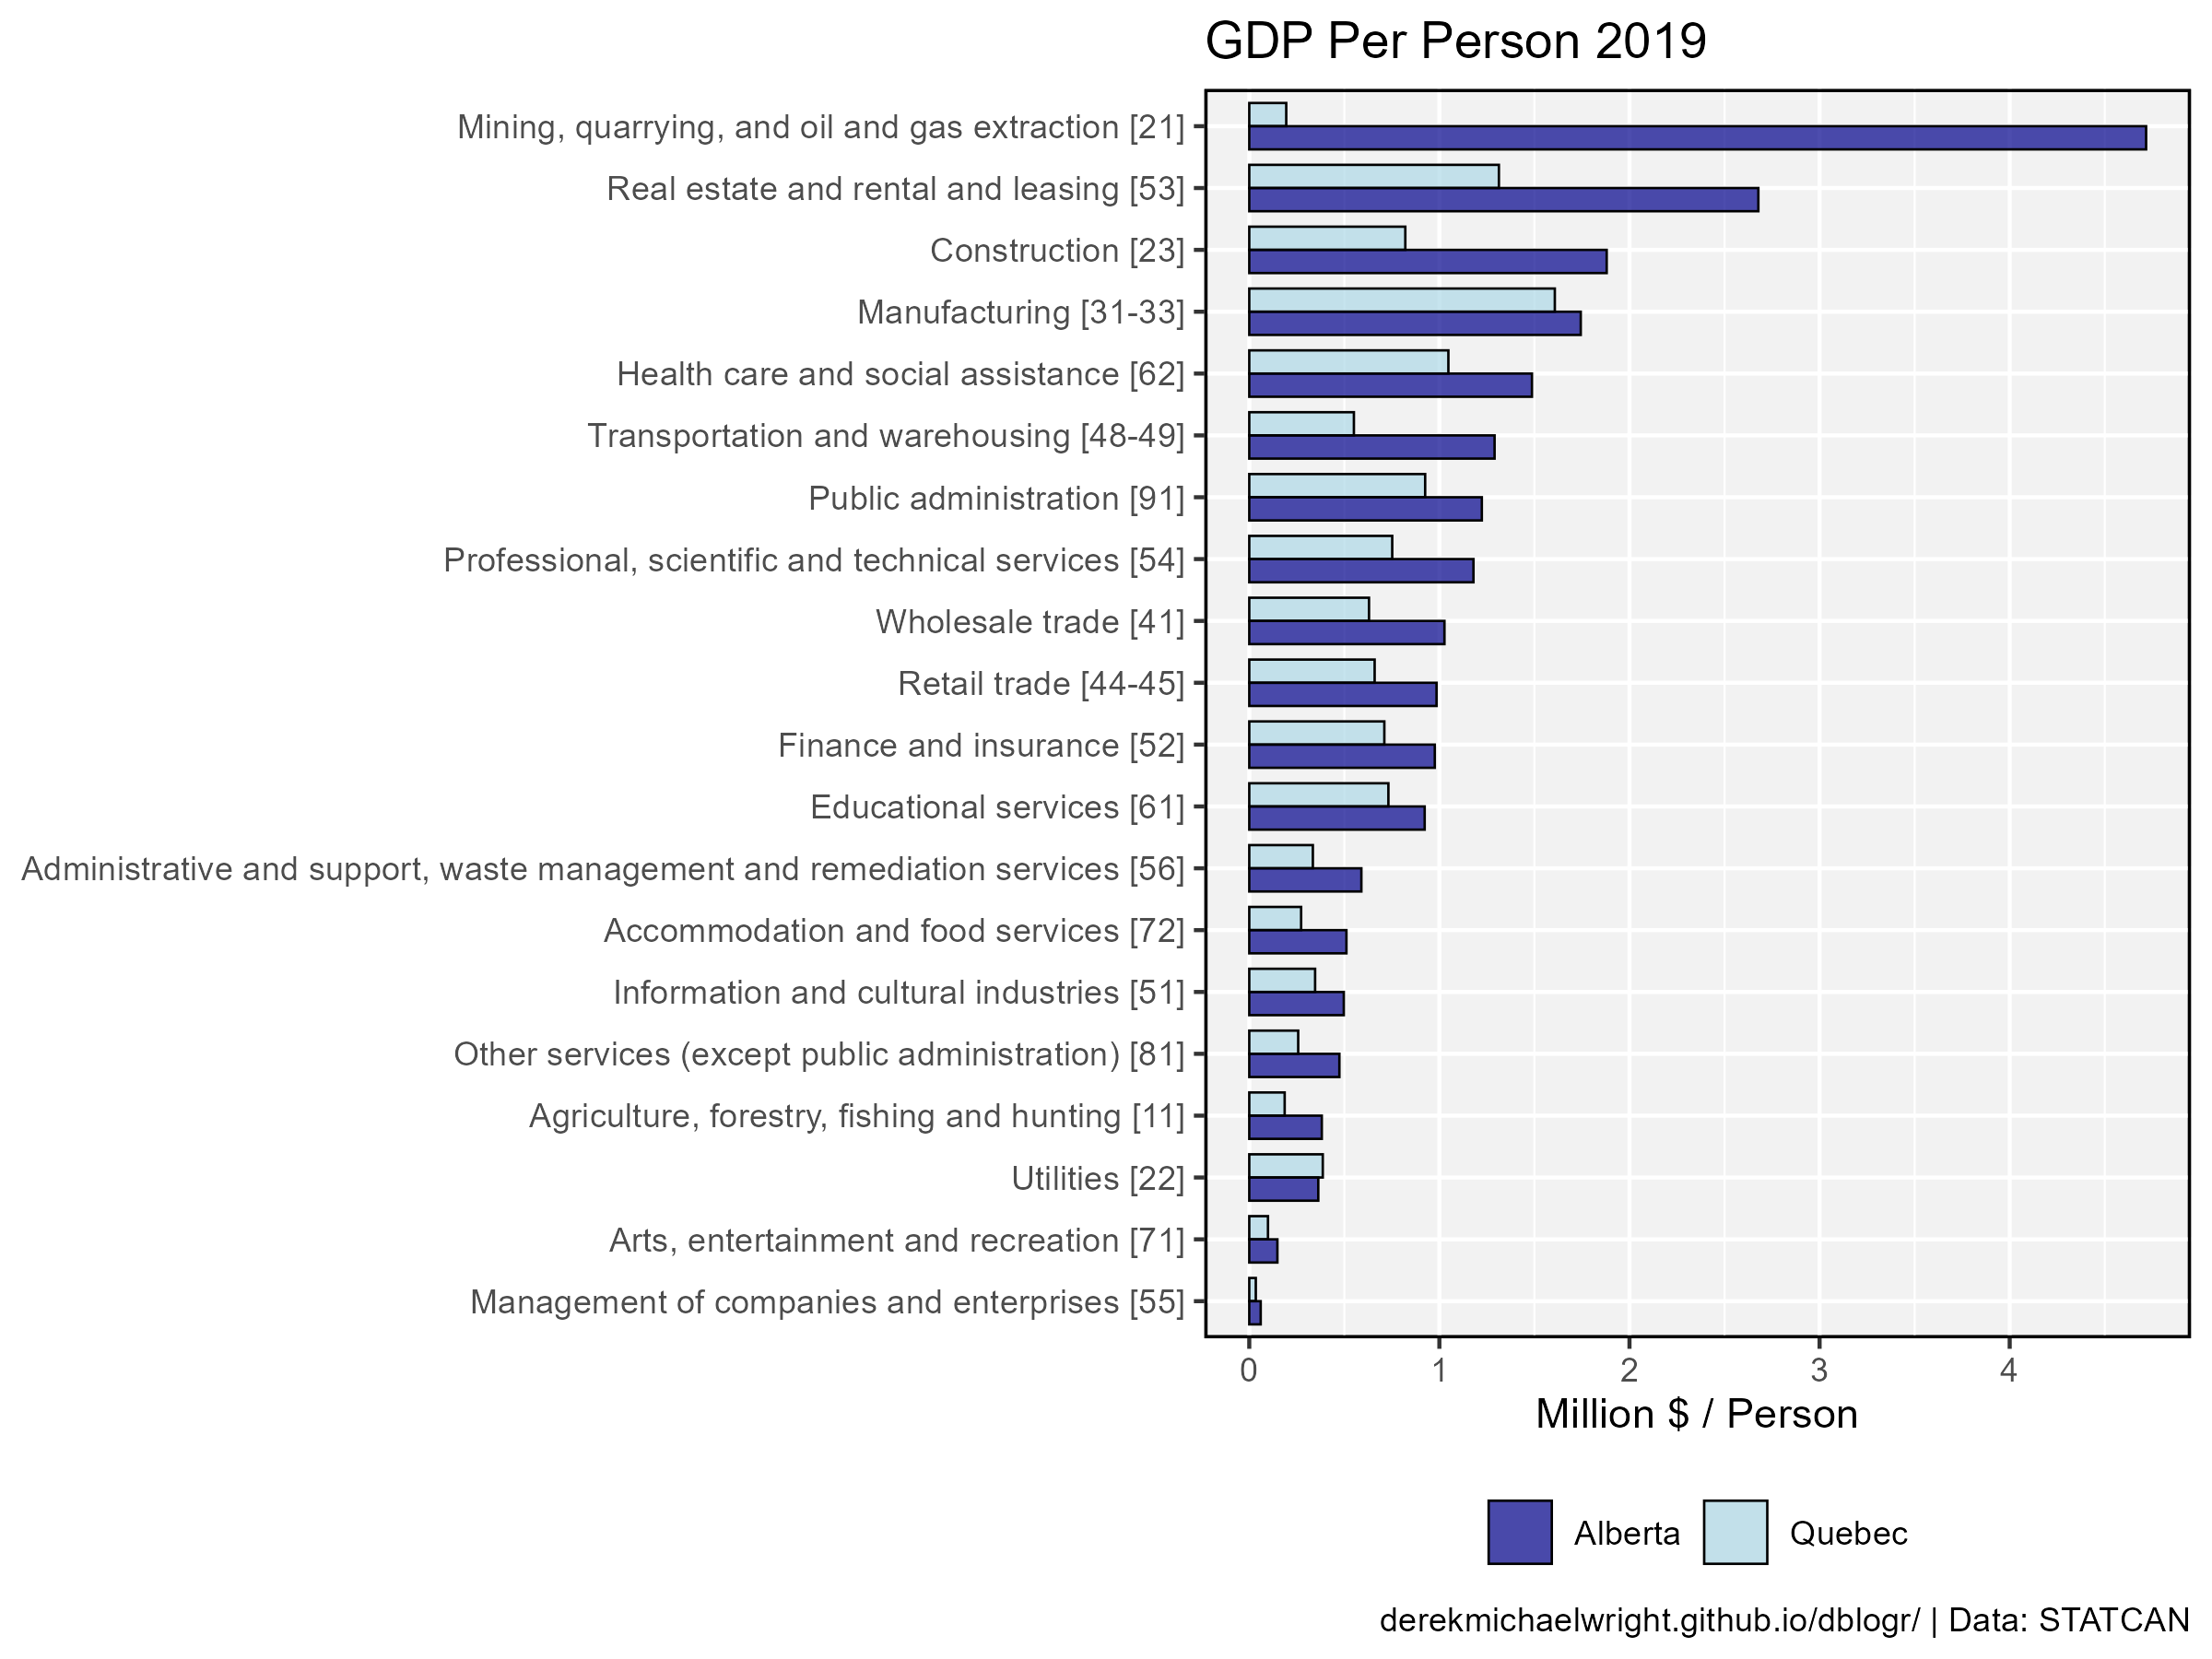 GDP Per Person 2019
Mining, quarrying, and oil and gas extraction [21]
Real estate and rental and leasing [53]
Construction [23]
Manufacturing [31-33]
Health care and social assistance [62]
Transportation and warehousing [48-49]
Public administration [91]
Professional, scientific and technical services [54]
Wholesale trade [41]
Retail trade [44-45]
Finance and insurance [52]
Educational services [61]
Administrative and support, waste management and remediation services [56]
Accommodation and food services [72]
Information and cultural industries [51]
Other services (except public administration) [81]
Agriculture, forestry, fishing and hunting [11]
Utilities [22]
Arts, entertainment and recreation [71]
Management of companies and enterprises [55]
0 1 2 3 4
Million $ / Person
Alberta Quebec
derekmichaelwright.github.io/dblogr/ | Data: STATCAN